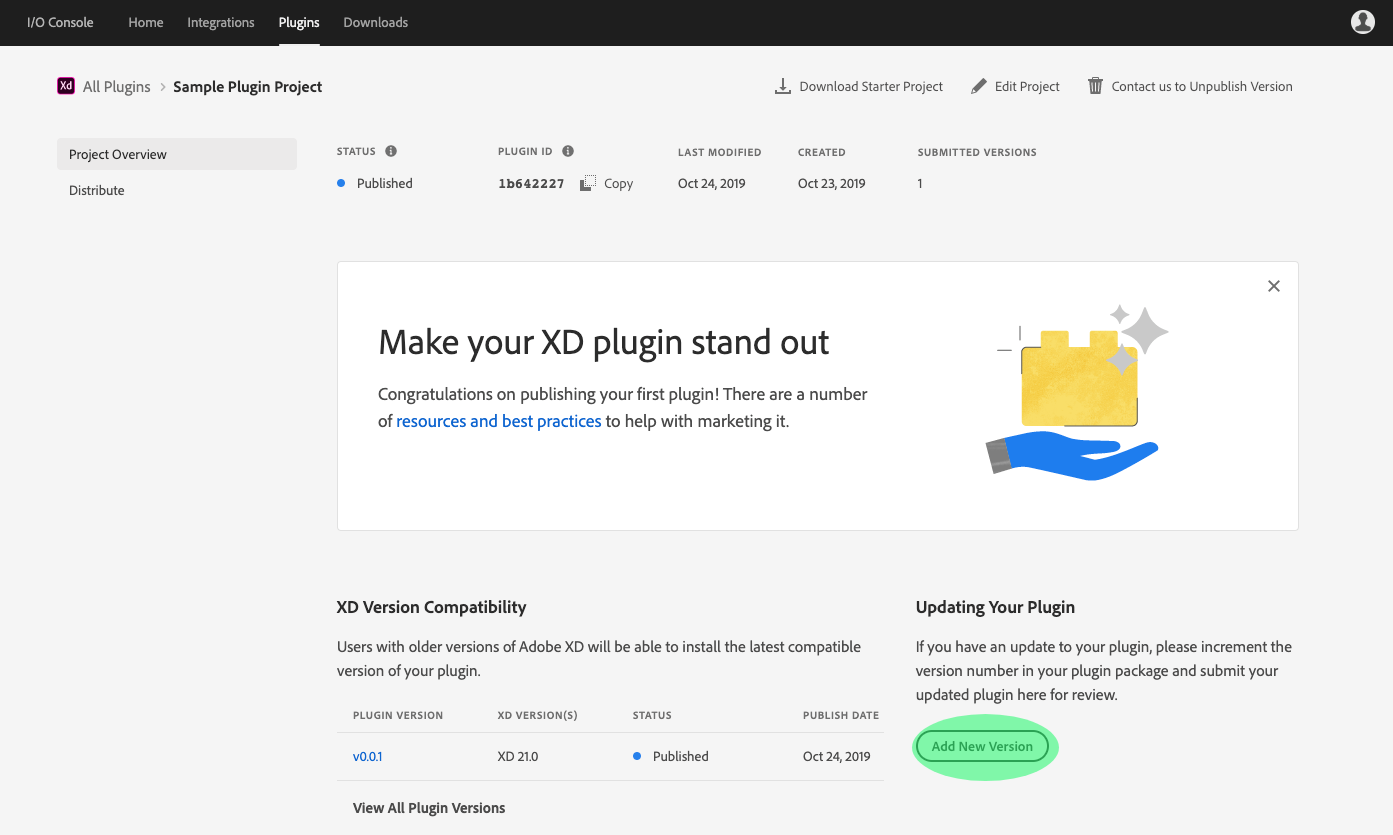 I/O Console Home Integrations Plugins Downloads
Xd All Plugins > Sample Plugin Project Download Starter Project Edit Project Contact us to Unpublish Version
Project Overview
Distribute
STATUS PLUGIN ID LAST MODIFIED CREATED SUBMITTED VERSIONS
Published 1b642227 Copy Oct 24, 2019 Oct 23, 2019 1
Make your XD plugin stand out
Congratulations on publishing your first plugin! There are a number
of resources and best practices to help with marketing it.
XD Version Compatibility
Users with older versions of Adobe XD will be able to install the latest compatible
version of your plugin.
PLUGIN VERSION XD VERSION(S) STATUS PUBLISH DATE
v0.0.1 XD 21.0 Published Oct 24, 2019
View All Plugin Versions
Updating Your Plugin
If you have an update to your plugin, please increment the
version number in your plugin package and submit your
updated plugin here for review.
Add New Version